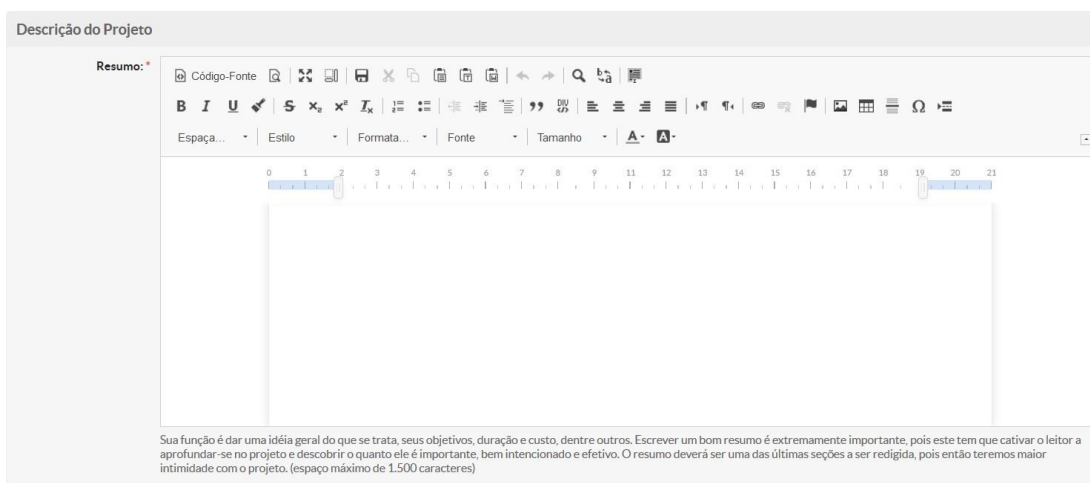 Descrição do Projeto
Resumo: *
Código-Fonte
B I U S x₂ x² Iₓ
Espaça... Estilo Formata... Fonte Tamanho A A
0 1 2 3 4 5 6 7 8 9 11 12 13 14 15 16 17 18 19 20 21
Sua função é dar uma idéia geral do que se trata, seus objetivos, duração e custo, dentre outros. Escrever um bom resumo é extremamente importante, pois este tem que cativar o leitor a
aprofundar-se no projeto e descobrir o quanto ele é importante, bem intencionado e efetivo. O resumo deverá ser uma das últimas seções a ser redigida, pois então teremos maior
intimidade com o projeto. (espaço máximo de 1.500 caracteres)